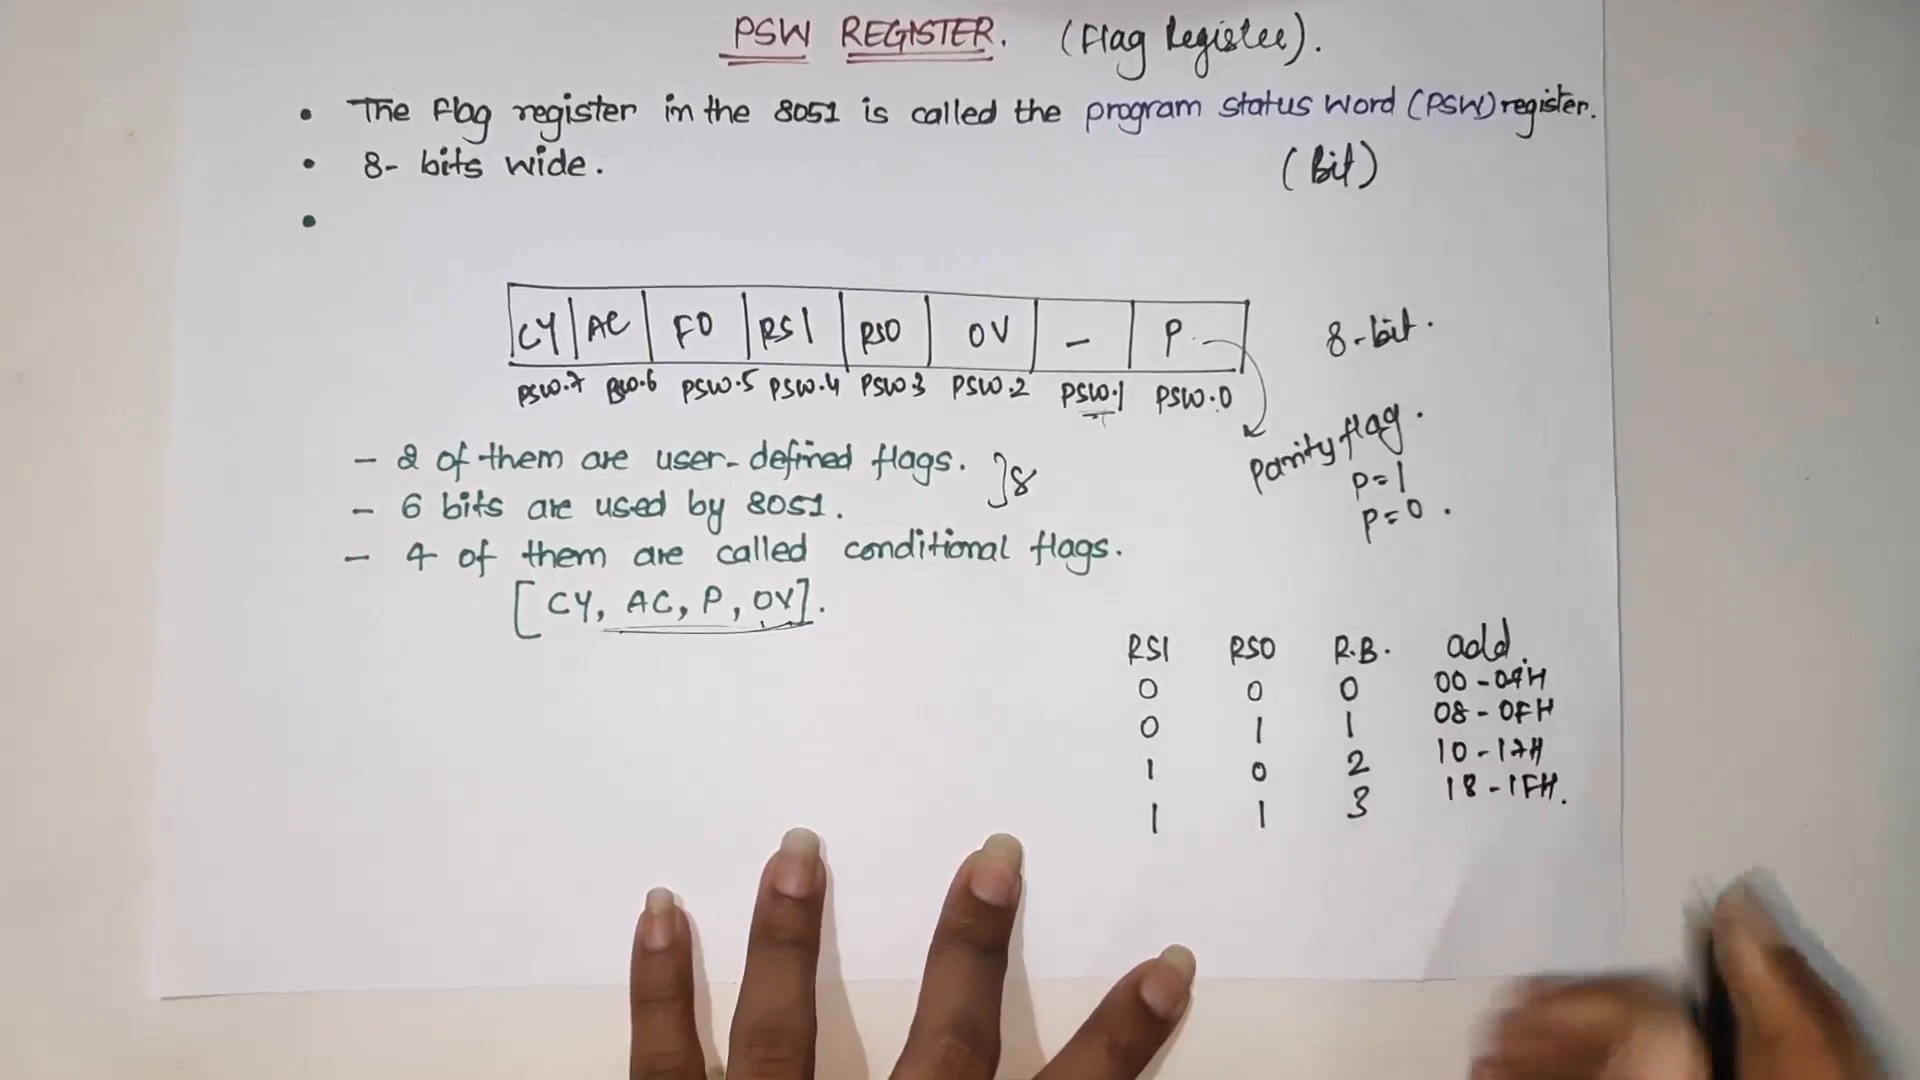 PSW REGISTER. (Flag Register).
• The Flag register in the 8051 is called the program status word (PSW) register.
• 8- bits wide. (Bit)
•
CY AC F0 RS1 RS0 OV – P 8-bit.
PSW.7 PSW.6 PSW.5 PSW.4 PSW.3 PSW.2 PSW.1 PSW.0
Parity flag.
P=1
P=0.
- 2 of them are user-defined flags. ]8
- 6 bits are used by 8051.
- 4 of them are called conditional flags.
[CY, AC, P, OV].
RS1 RS0 R.B. add.
0 0 0 00-07H
0 1 1 08-0FH
1 0 2 10-17H
1 1 3 18-1FH.